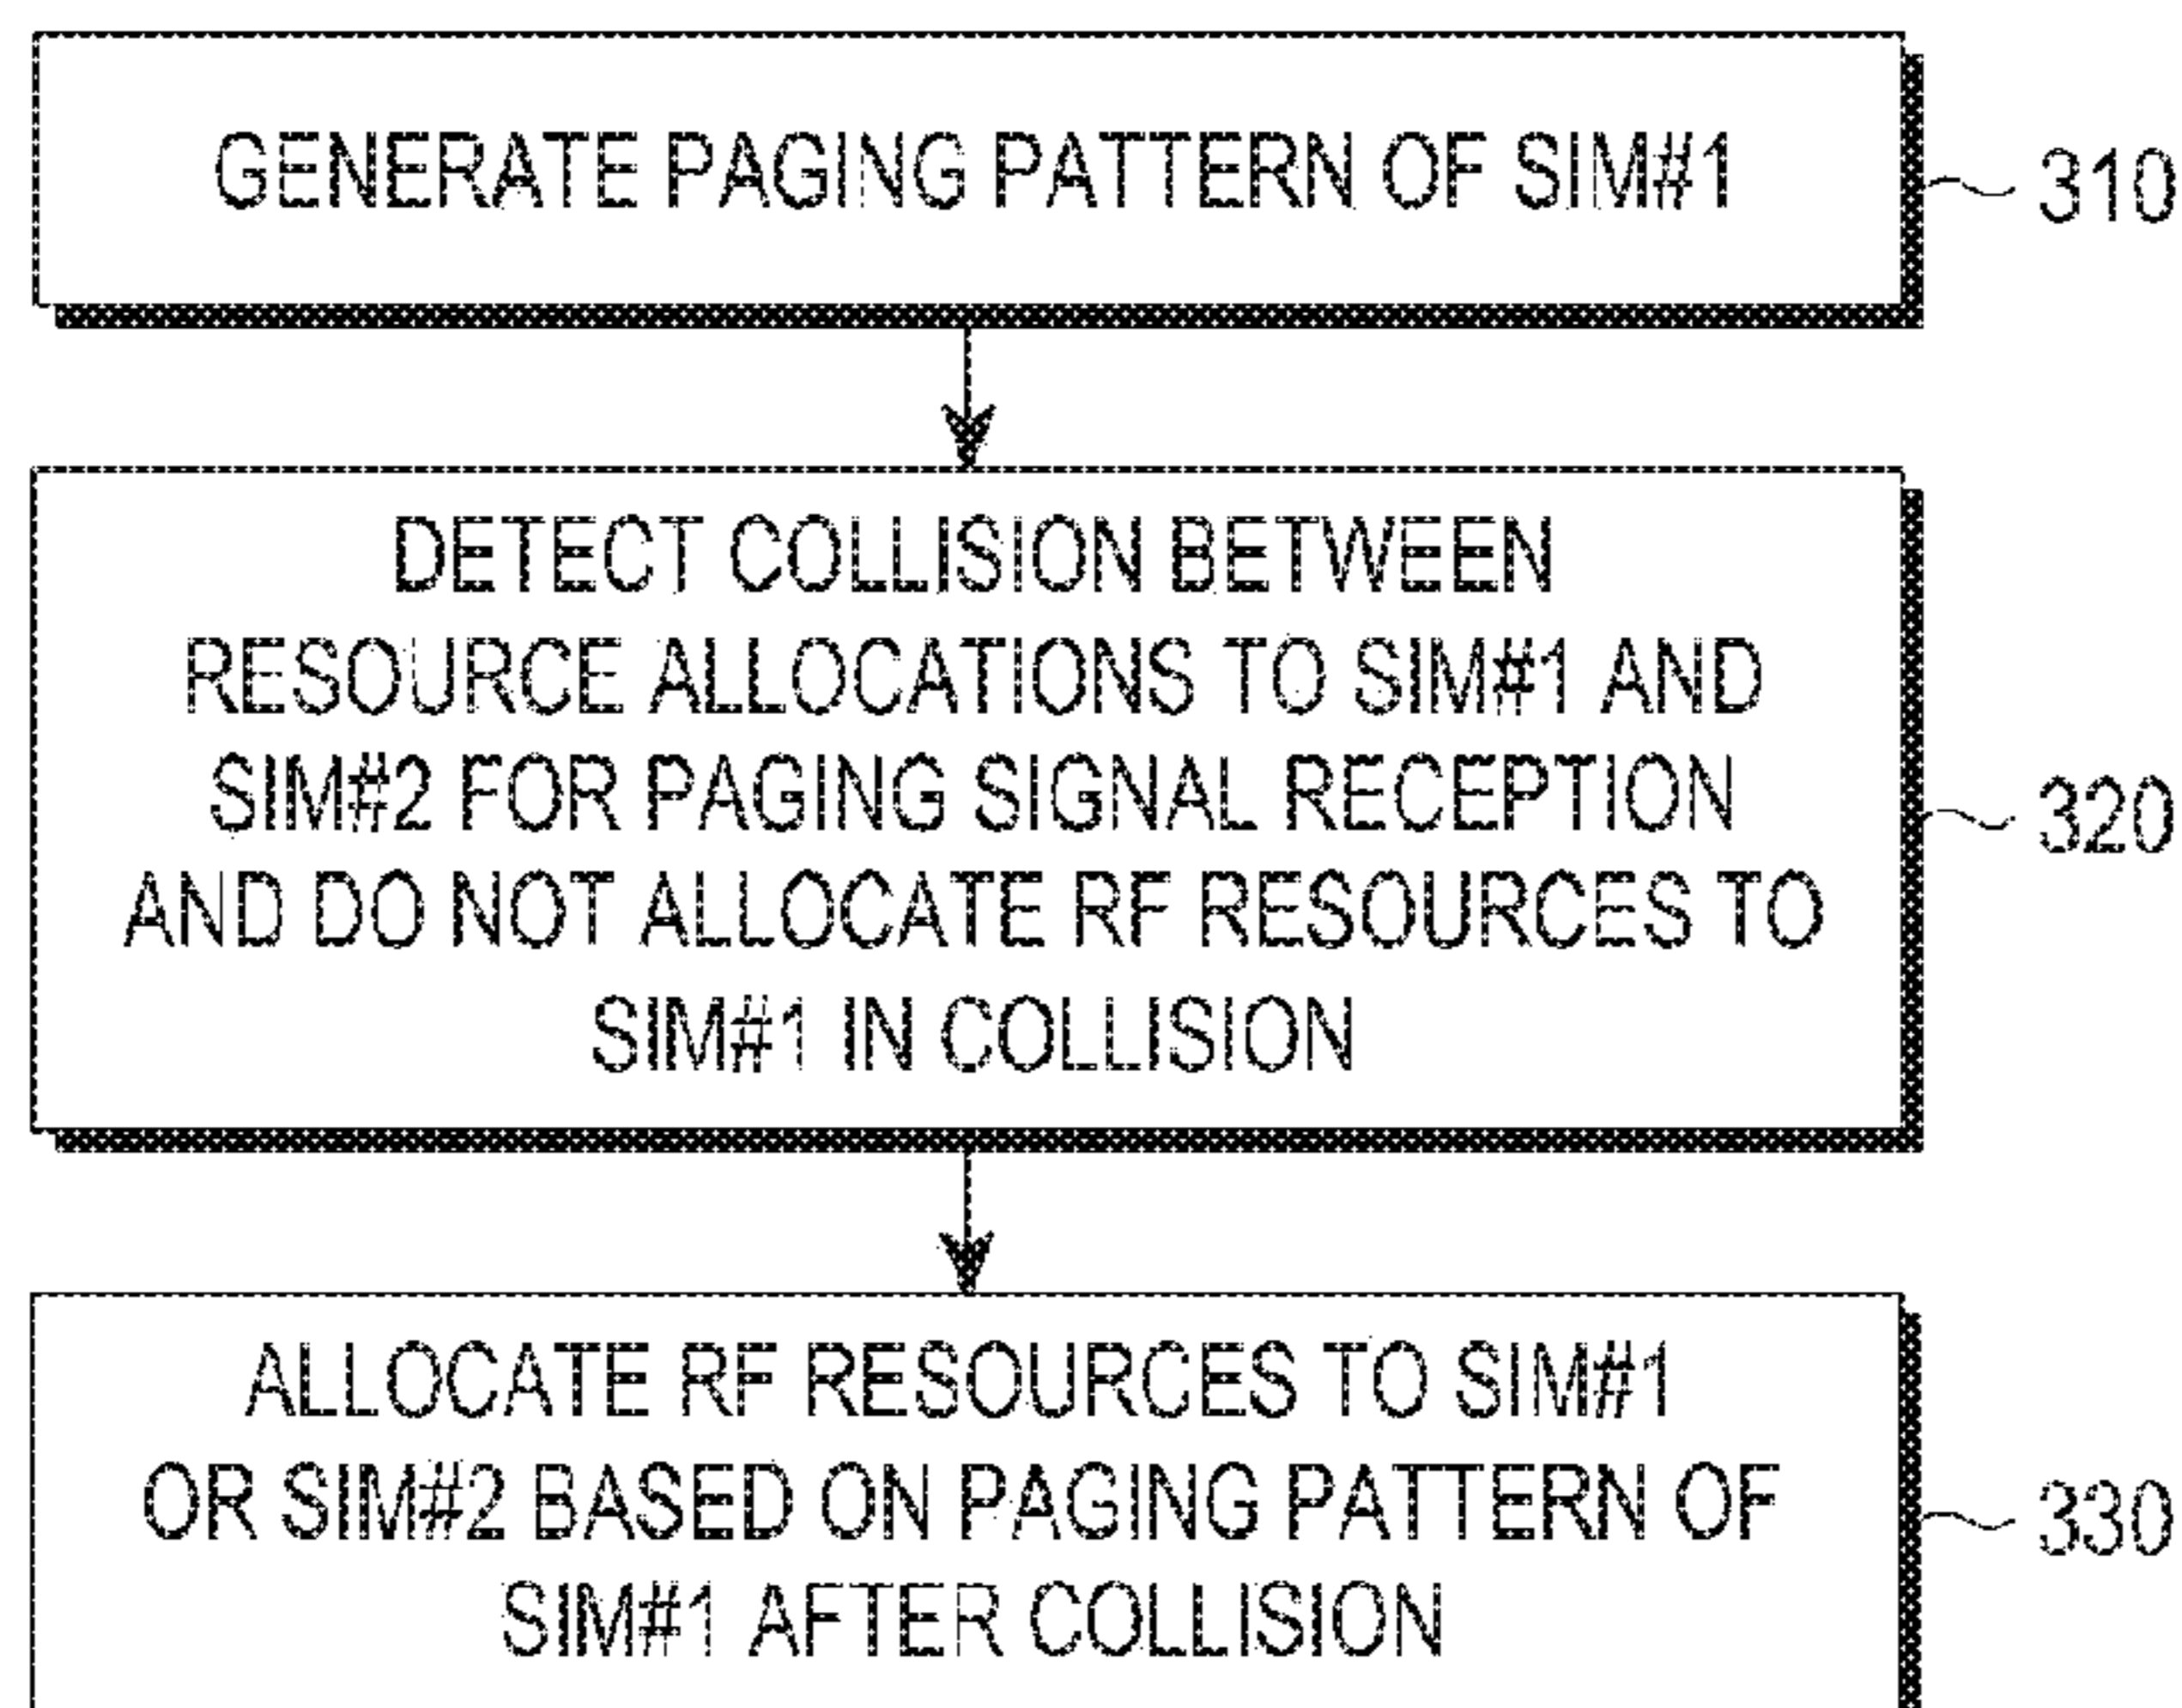 GENERATE PAGING PATTERN OF SIM#1
310
DETECT COLLISION BETWEEN
RESOURCE ALLOCATIONS TO SIM#1 AND
SIM#2 FOR PAGING SIGNAL RECEPTION
AND DO NOT ALLOCATE RF RESOURCES TO
SIM#1 IN COLLISION
320
ALLOCATE RF RESOURCES TO SIM#1
OR SIM#2 BASED ON PAGING PATTERN OF
SIM#1 AFTER COLLISION
330